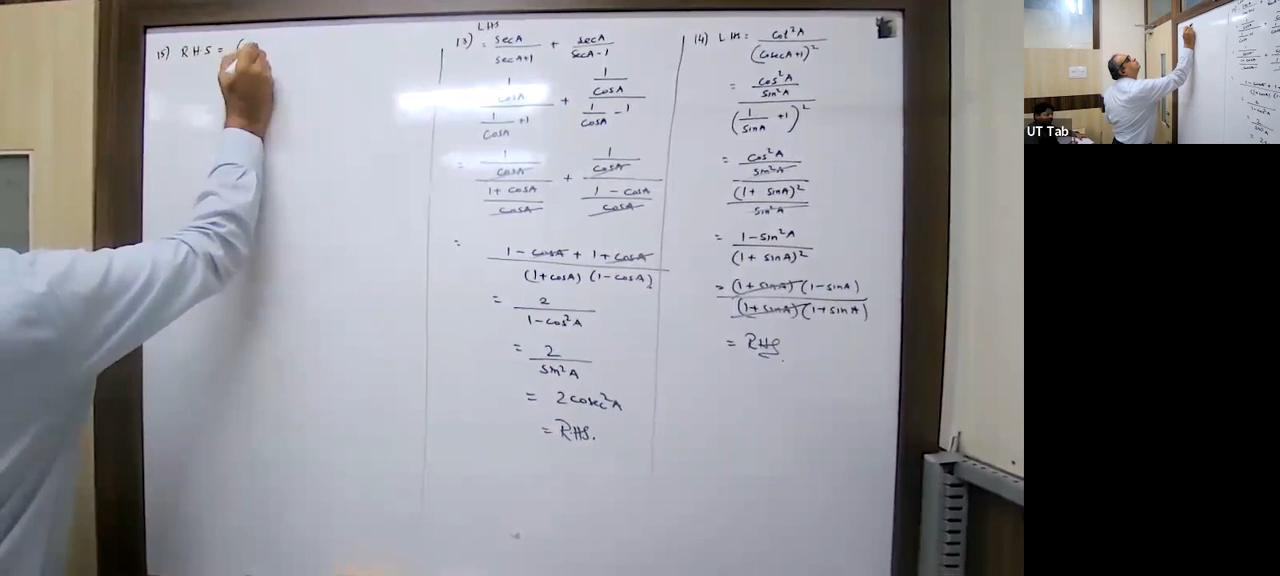 15) RHS = (
13) LHS = secA/(secA+1) + secA/(secA-1)
(1/cosA)/(1/cosA +1) + (1/cosA)/(1/cosA - 1)
= (1/cosA)/((1+cosA)/cosA) + (1/cosA)/((1 - cosA)/cosA)
= (1 - cosA + 1 + cosA)/((1+cosA) (1-cosA))
= 2/(1-cos²A)
= 2/sin²A
= 2cosec²A
= RHS.
14) LHS = cot²A/(cosecA+1)²
= (cos²A/sin²A)/(1/sinA +1)²
= (cos²A/sin²A)/((1+ sinA)²/sin²A)
= (1-sin²A)/(1+ sinA)²
= (1+sinA)(1-sinA)/(1+sinA)(1+sinA)
= RHS.
UT Tab